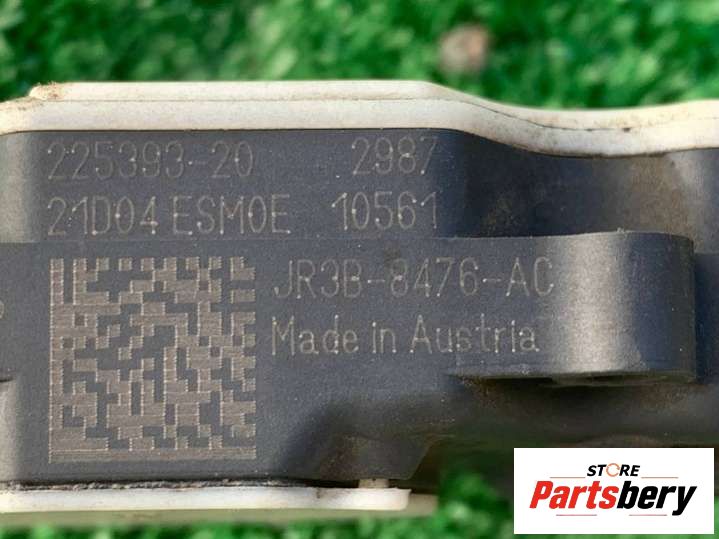 225393-20 2987
21D04 ESM0E 10561
JR3B-8476-AC
Made in Austria
STORE
Partsbery